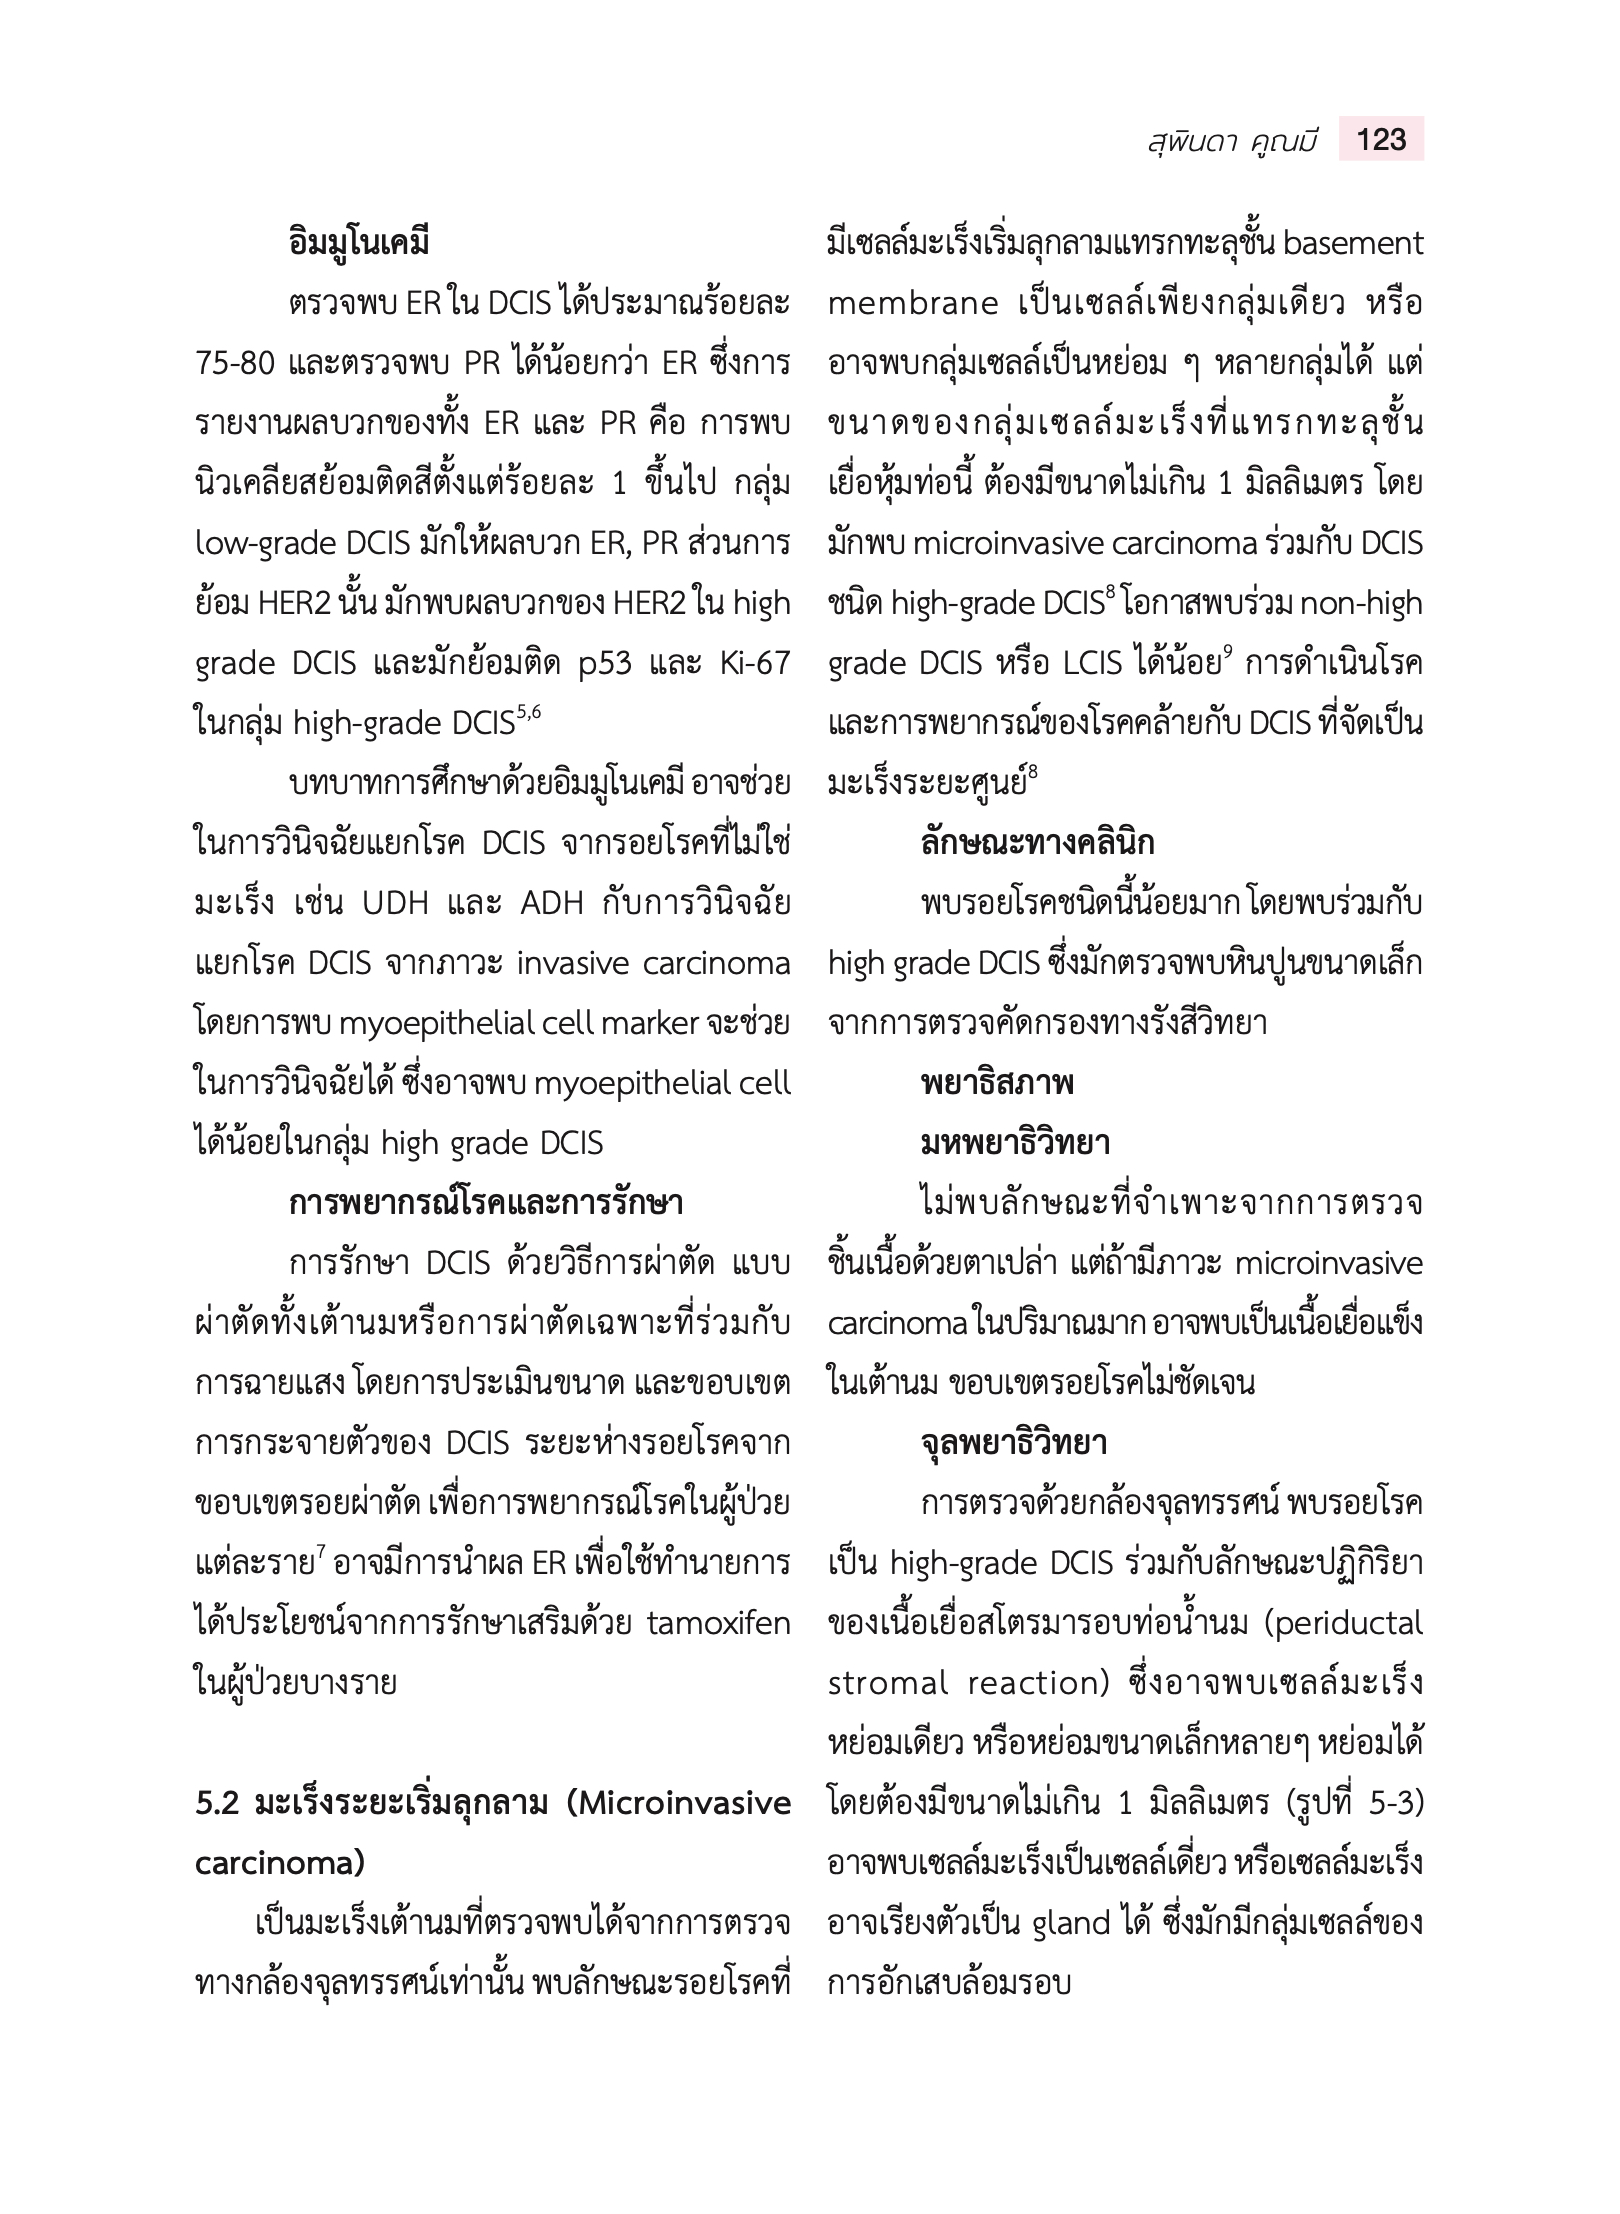 สุพินดา คูณมี 123
อิมมูโนเคมี
ตรวจพบ ER ใน DCIS ได้ประมาณร้อยละ
75-80 และตรวจพบ PR ได้น้อยกว่า ER ซึ่งการ
รายงานผลบวกของทั้ง ER และ PR คือ การพบ
นิวเคลียสย้อมติดสีตั้งแต่ร้อยละ 1 ขึ้นไป กลุ่ม
low-grade DCIS มักให้ผลบวก ER, PR ส่วนการ
ย้อม HER2 นั้น มักพบผลบวกของ HER2 ใน high
grade DCIS และมักย้อมติด p53 และ Ki-67
ในกลุ่ม high-grade DCIS5,6
บทบาทการศึกษาด้วยอิมมูโนเคมี อาจช่วย
ในการวินิจฉัยแยกโรค DCIS จากรอยโรคที่ไม่ใช่
มะเร็ง เช่น UDH และ ADH กับการวินิจฉัย
แยกโรค DCIS จากภาวะ invasive carcinoma
โดยการพบ myoepithelial cell marker จะช่วย
ในการวินิจฉัยได้ ซึ่งอาจพบ myoepithelial cell
ได้น้อยในกลุ่ม high grade DCIS
การพยากรณ์โรคและการรักษา
การรักษา DCIS ด้วยวิธีการผ่าตัด แบบ
ผ่าตัดทั้งเต้านมหรือการผ่าตัดเฉพาะที่ร่วมกับ
การฉายแสง โดยการประเมินขนาด และขอบเขต
การกระจายตัวของ DCIS ระยะห่างรอยโรคจาก
ขอบเขตรอยผ่าตัด เพื่อการพยากรณ์โรคในผู้ป่วย
แต่ละราย7 อาจมีการนำผล ER เพื่อใช้ทำนายการ
ได้ประโยชน์จากการรักษาเสริมด้วย tamoxifen
ในผู้ป่วยบางราย
5.2 มะเร็งระยะเริ่มลุกลาม (Microinvasive
carcinoma)
เป็นมะเร็งเต้านมที่ตรวจพบได้จากการตรวจ
ทางกล้องจุลทรรศน์เท่านั้น พบลักษณะรอยโรคที่
มีเซลล์มะเร็งเริ่มลุกลามแทรกทะลุชั้น basement
membrane เป็นเซลล์เพียงกลุ่มเดียว หรือ
อาจพบกลุ่มเซลล์เป็นหย่อม ๆ หลายกลุ่มได้ แต่
ขนาดของกลุ่มเซลล์มะเร็งที่แทรกทะลุชั้น
เยื่อหุ้มท่อนี้ ต้องมีขนาดไม่เกิน 1 มิลลิเมตร โดย
มักพบ microinvasive carcinoma ร่วมกับ DCIS
ชนิด high-grade DCIS8 โอกาสพบร่วม non-high
grade DCIS หรือ LCIS ได้น้อย9 การดำเนินโรค
และการพยากรณ์ของโรคคล้ายกับ DCIS ที่จัดเป็น
มะเร็งระยะศูนย์8
ลักษณะทางคลินิก
พบรอยโรคชนิดนี้น้อยมาก โดยพบร่วมกับ
high grade DCIS ซึ่งมักตรวจพบหินปูนขนาดเล็ก
จากการตรวจคัดกรองทางรังสีวิทยา
พยาธิสภาพ
มหพยาธิวิทยา
ไม่พบลักษณะที่จำเพาะจากการตรวจ
ชิ้นเนื้อด้วยตาเปล่า แต่ถ้ามีภาวะ microinvasive
carcinoma ในปริมาณมาก อาจพบเป็นเนื้อเยื่อแข็ง
ในเต้านม ขอบเขตรอยโรคไม่ชัดเจน
จุลพยาธิวิทยา
การตรวจด้วยกล้องจุลทรรศน์ พบรอยโรค
เป็น high-grade DCIS ร่วมกับลักษณะปฏิกิริยา
ของเนื้อเยื่อสโตรมารอบท่อน้ำนม (periductal
stromal reaction) ซึ่งอาจพบเซลล์มะเร็ง
หย่อมเดียว หรือหย่อมขนาดเล็กหลายๆ หย่อมได้
โดยต้องมีขนาดไม่เกิน 1 มิลลิเมตร (รูปที่ 5-3)
อาจพบเซลล์มะเร็งเป็นเซลล์เดี่ยว หรือเซลล์มะเร็ง
อาจเรียงตัวเป็น gland ได้ ซึ่งมักมีกลุ่มเซลล์ของ
การอักเสบล้อมรอบ